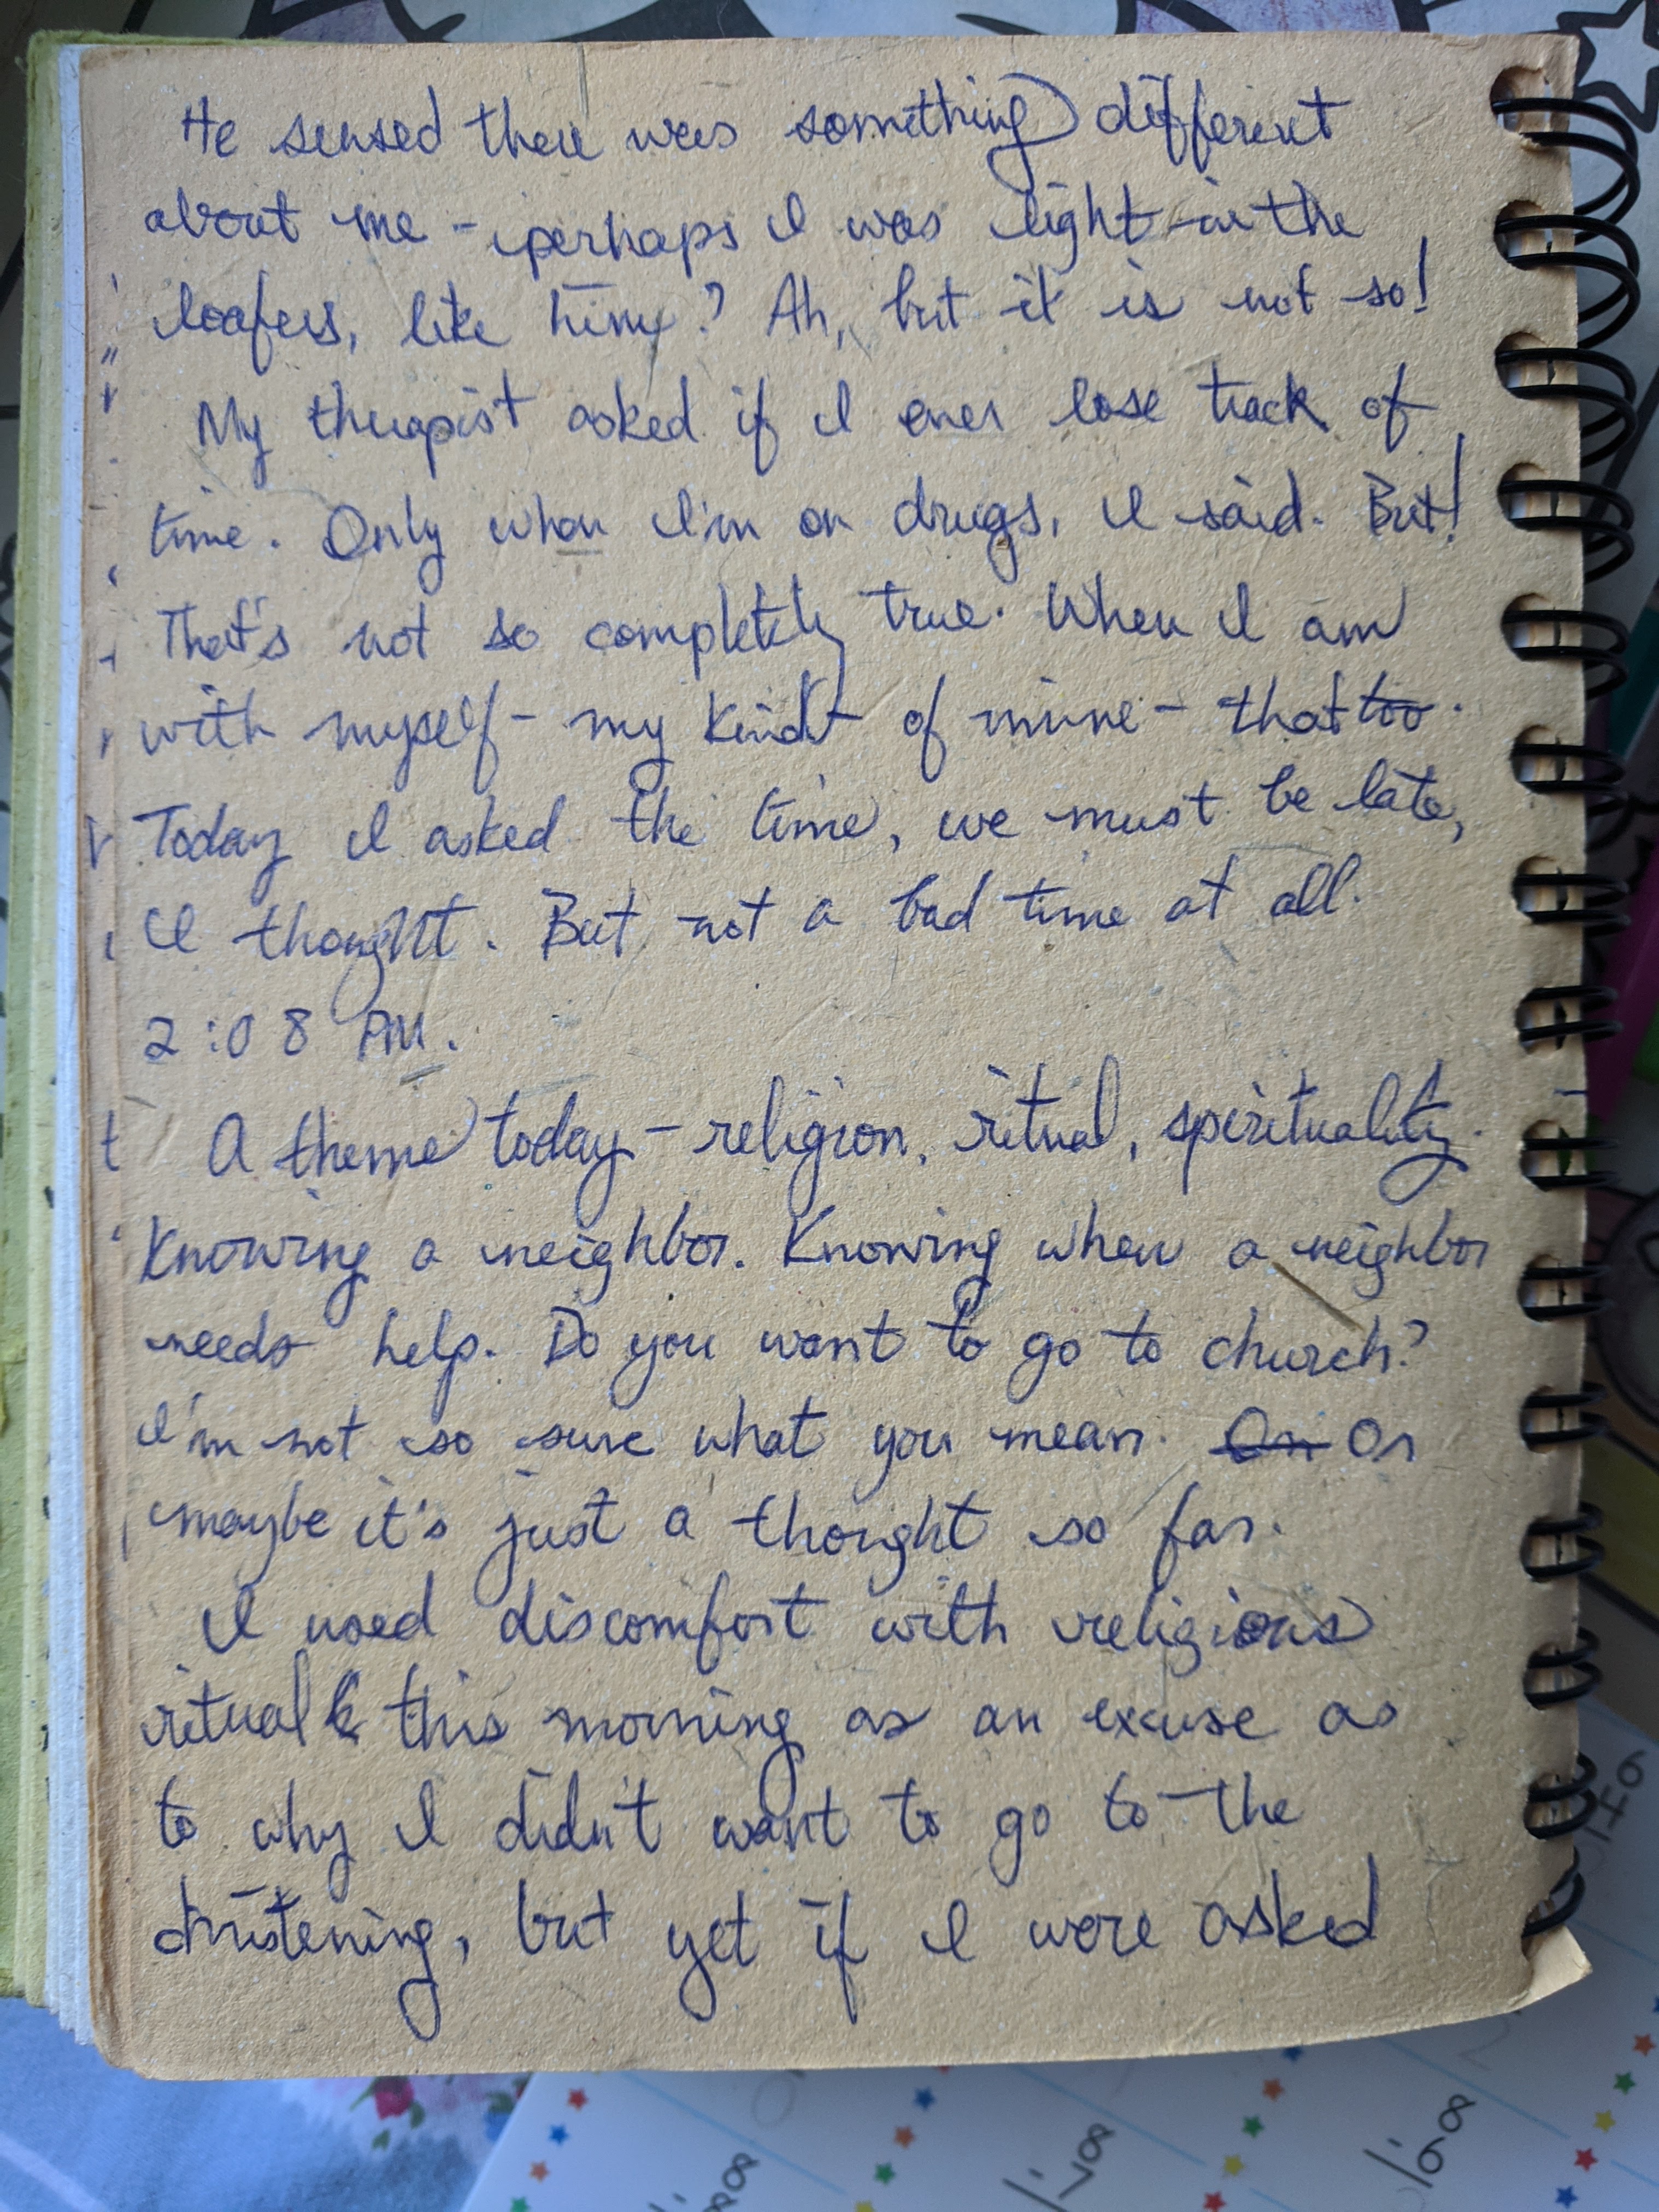 He sensed there was something different
about me - perhaps I was light in the
loafers, like him? Ah, but it is not so!
My therapist asked if I ever lose track of
time. Only when I'm on drugs, I said. But!
That's not so completely true. When I am
with myself - my kind of mine - that too.
Today I asked the time, we must be late,
I thought. But not a bad time at all.
2:08 PM.
A theme today - religion, ritual, spirituality.
Knowing a neighbor. Knowing when a neighbor
needs help. Do you want to go to church?
I'm not so sure what you mean. On Or
maybe it's just a thought so far.
I used discomfort with religious
ritual this morning as an excuse as
to why I didn't want to go to the
christening, but yet if I were asked